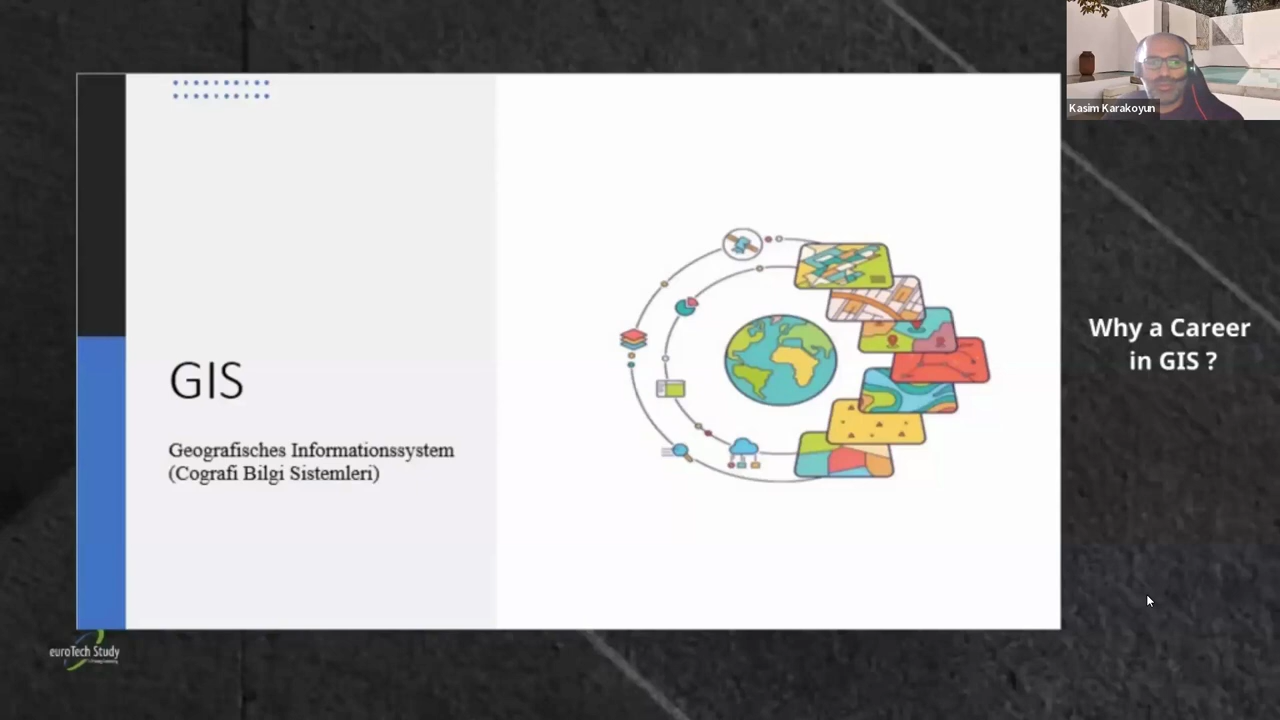 Kasim Karakoyun
GIS
Geografisches Informationssystem
(Cografi Bilgi Sistemleri)
Why a Career
in GIS ?
euroTech Study